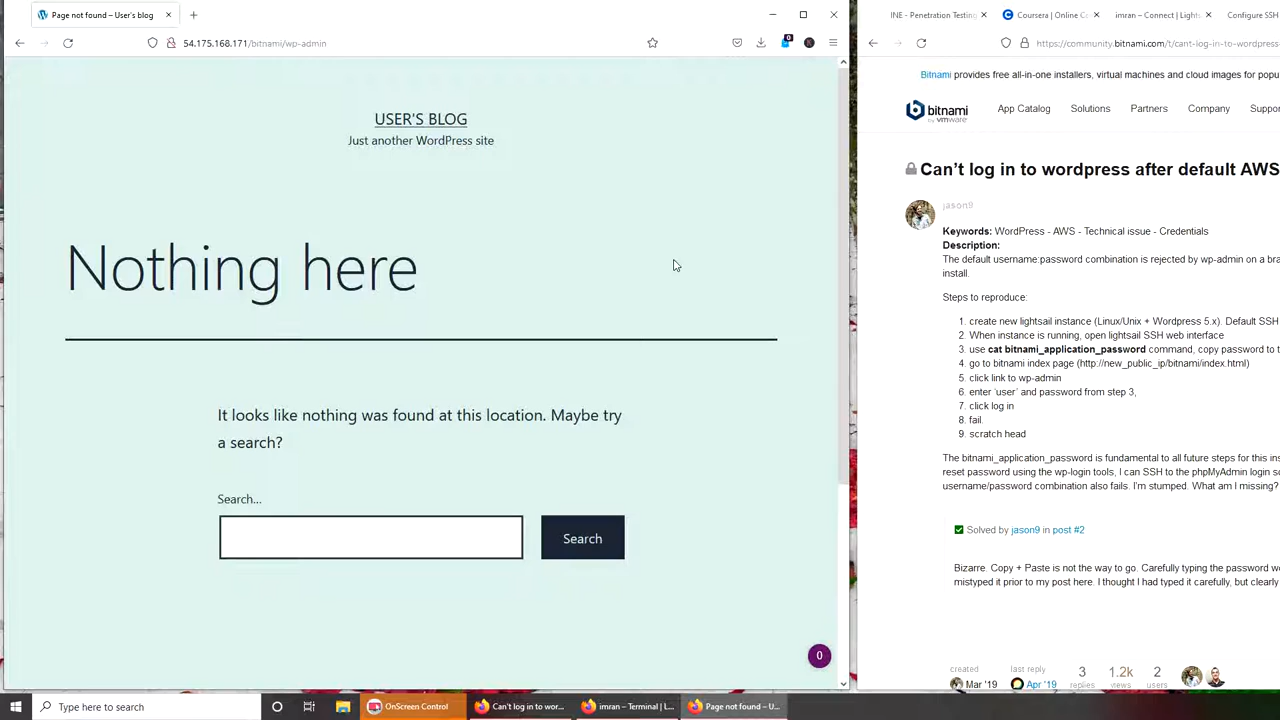 Page not found – User's blog
54.175.168.171/bitnami/wp-admin
0
USER'S BLOG
Just another WordPress site
Nothing here
It looks like nothing was found at this location. Maybe try
a search?
Search...
Search
0
INE - Penetration Testing
Coursera | Online C
imran – Connect | Lights
Configure SSH
https://community.bitnami.com/t/cant-log-in-to-wordpress-
Bitnami provides free all-in-one installers, virtual machines and cloud images for popu
bitnami
by vmware
App Catalog
Solutions
Partners
Company
Suppo
Can't log in to wordpress after default AWS
jason9
Keywords: WordPress - AWS - Technical issue - Credentials
Description:
The default username:password combination is rejected by wp-admin on a bra
install.
Steps to reproduce:
1. create new lightsail instance (Linux/Unix + Wordpress 5.x). Default SSH
2. When instance is running, open lightsail SSH web interface
3. use cat bitnami_application_password command, copy password to t
4. go to bitnami index page (http://new_public_ip/bitnami/index.html)
5. click link to wp-admin
6. enter 'user' and password from step 3,
7. click log in
8. fail.
9. scratch head
The bitnami_application_password is fundamental to all future steps for this ins
reset password using the wp-login tools, I can SSH to the phpMyAdmin login sc
username/password combination also fails. I'm stumped. What am I missing?
Solved by jason9 in post #2
Bizarre. Copy + Paste is not the way to go. Carefully typing the password w
mistyped it prior to my post here. I thought I had typed it carefully, but clearly
created
Mar '19
last reply
Apr '19
3
replies
1.2k
views
2
users
Type here to search
OnScreen Control
Can't log in to wor...
imran – Terminal | L...
Page not found – U...